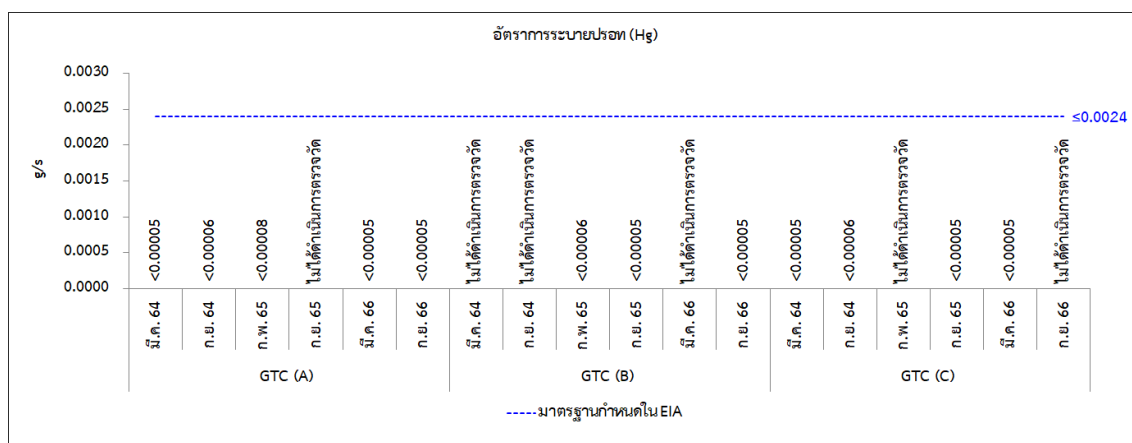 อัตราการระบายปรอท (Hg)
0.0030
0.0025
0.0020
0.0015
0.0010
0.0005
0.0000
g/s
≤0.0024
<0.00005
<0.00006
<0.00008
ไม่ได้ดำเนินการตรวจวัด
<0.00005
<0.00005
ไม่ได้ดำเนินการตรวจวัด
ไม่ได้ดำเนินการตรวจวัด
<0.00006
<0.00005
ไม่ได้ดำเนินการตรวจวัด
<0.00005
<0.00005
<0.00006
ไม่ได้ดำเนินการตรวจวัด
<0.00005
<0.00005
ไม่ได้ดำเนินการตรวจวัด
มี.ค. 64
ก.ย. 64
ก.พ. 65
ก.ย. 65
มี.ค. 66
ก.ย. 66
มี.ค. 64
ก.ย. 64
ก.พ. 65
ก.ย. 65
มี.ค. 66
ก.ย. 66
มี.ค. 64
ก.ย. 64
ก.พ. 65
ก.ย. 65
มี.ค. 66
ก.ย. 66
GTC (A)
GTC (B)
GTC (C)
มาตรฐานกำหนดใน EIA